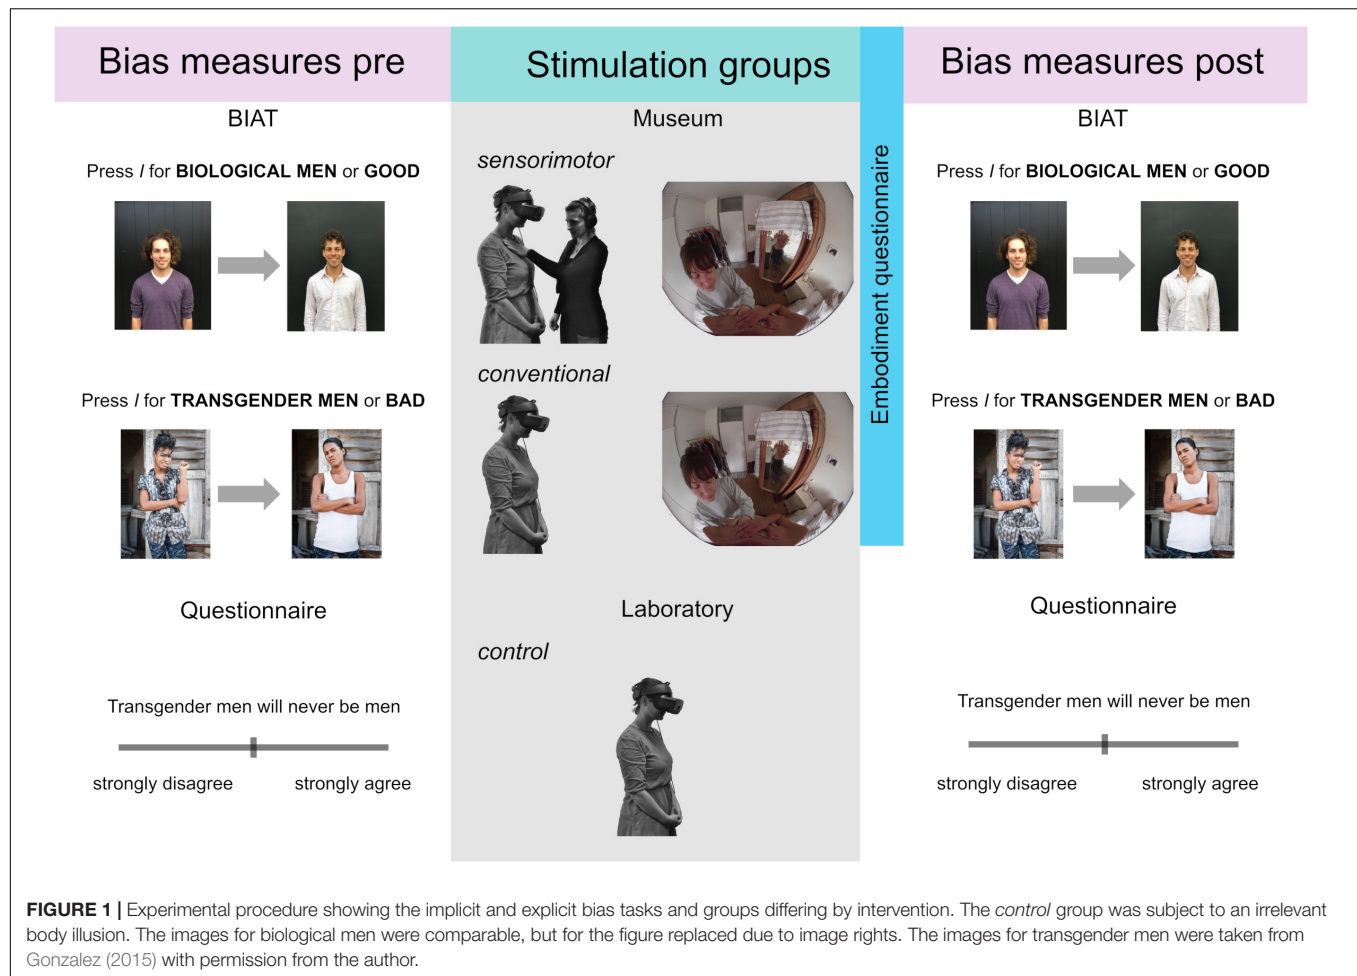 Bias measures pre
BIAT
Press I for BIOLOGICAL MEN or GOOD
Press I for TRANSGENDER MEN or BAD
Questionnaire
Transgender men will never be men
strongly disagree strongly agree
Stimulation groups
Museum
sensorimotor
conventional
Laboratory
control
Embodiment questionnaire
Bias measures post
BIAT
Press I for BIOLOGICAL MEN or GOOD
Press I for TRANSGENDER MEN or BAD
Questionnaire
Transgender men will never be men
strongly disagree strongly agree
FIGURE 1 | Experimental procedure showing the implicit and explicit bias tasks and groups differing by intervention. The control group was subject to an irrelevant
body illusion. The images for biological men were comparable, but for the figure replaced due to image rights. The images for transgender men were taken from
Gonzalez (2015) with permission from the author.